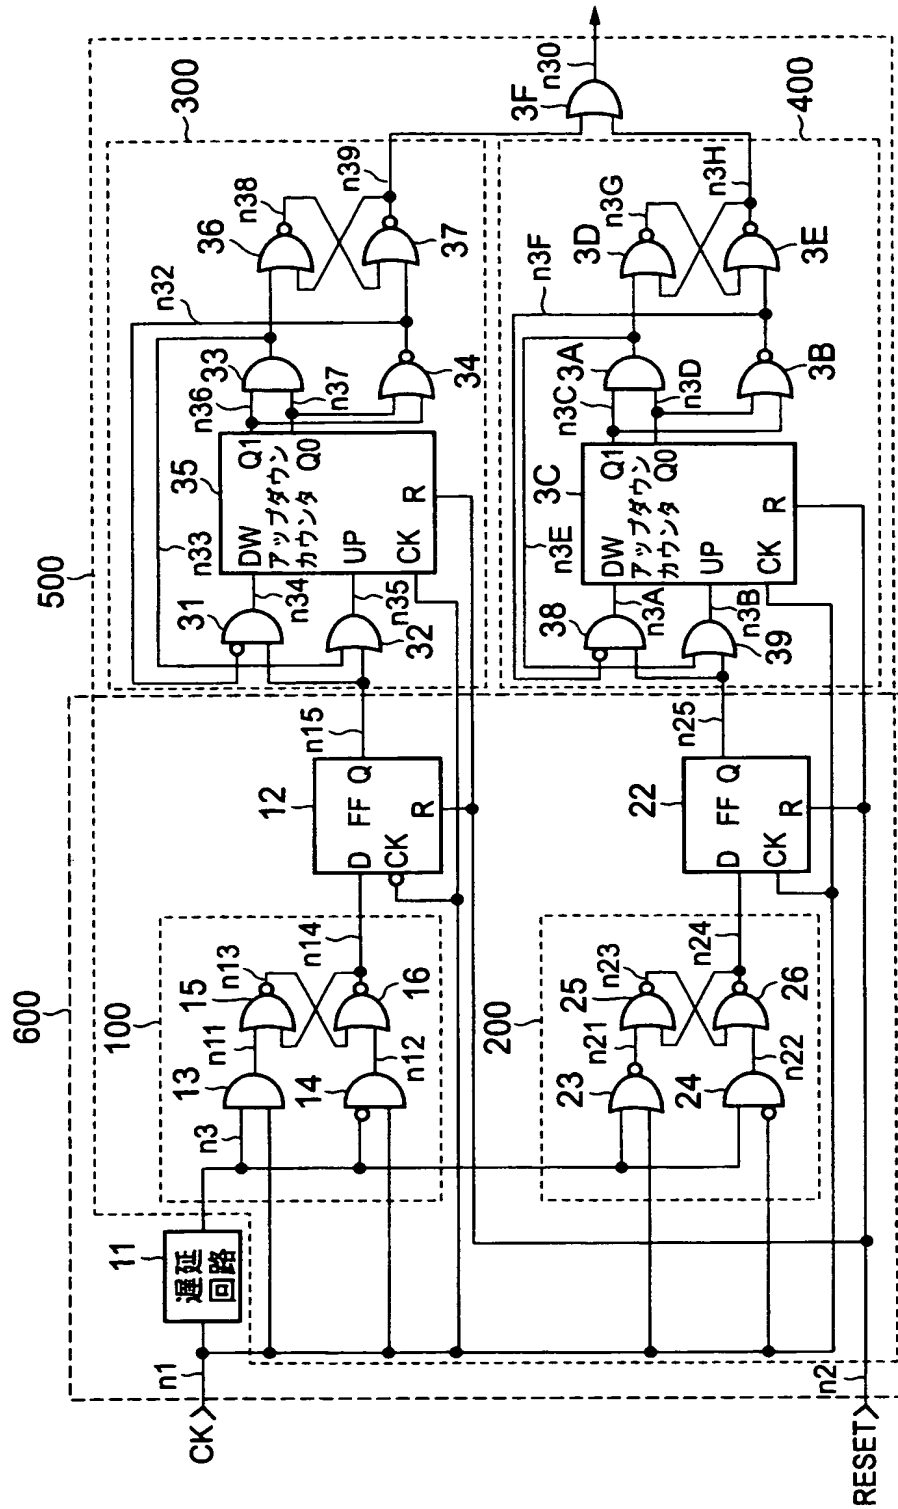 500
600
300
400
100
200
CK
n1
11
遅延
回路
n3
13
n11
15
n13
14
n12
16
n14
12
D
FF
Q
CK
R
n15
n32
n33
31
n34
DW
アップダウン
カウンタ
UP
CK
R
Q1
Q0
35
32
n35
n36
33
n37
34
36
n38
37
n39
3F
n30
23
n21
25
n23
24
n22
26
n24
22
D
FF
Q
CK
R
n25
n3F
n3E
38
n3A
DW
アップダウン
カウンタ
UP
CK
R
Q1
Q0
3C
39
n3B
n3C
3A
n3D
3B
3D
n3G
3E
n3H
RESET
n2